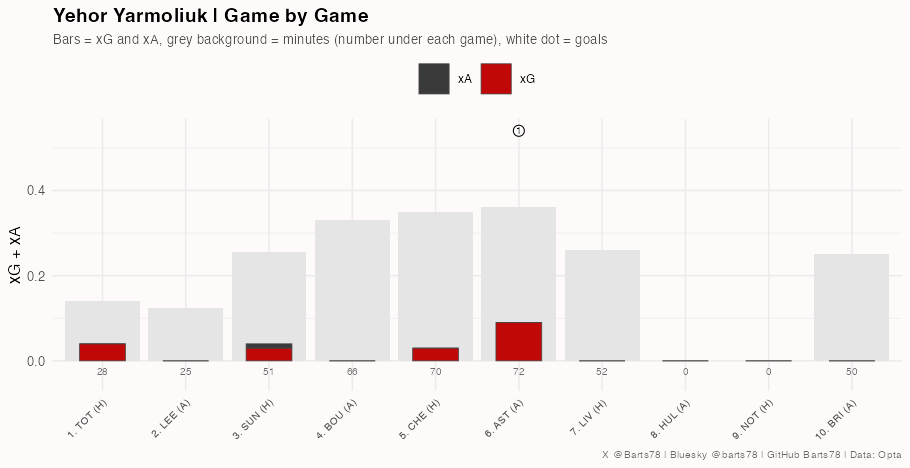 Yehor Yarmoliuk | Game by Game
Bars = xG and xA, grey background = minutes (number under each game), white dot = goals
xA xG
1
xG + xA
0.4
0.2
0.0
28 25 51 66 70 72 52 0 0 50
1. TOT (H) 2. LEE (A) 3. SUN (H) 4. BOU (A) 5. CHE (H) 6. AST (A) 7. LIV (H) 8. HUL (A) 9. NOT (H) 10. BRI (A)
X @Barts78 | Bluesky @barts78 | GitHub Barts78 | Data: Opta